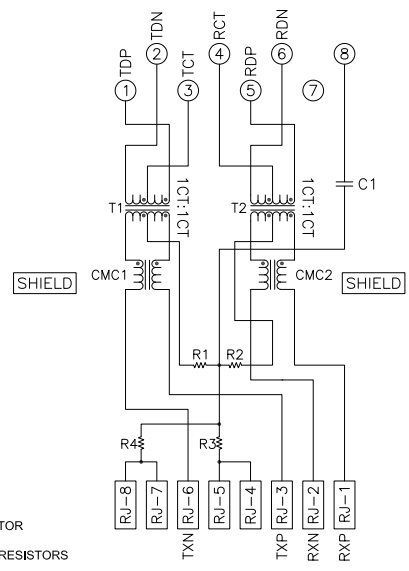 TDP
TDN
TCT
RCT
RDP
RDN
1
2
3
4
5
6
7
8
T1
1CT:1CT
T2
1CT:1CT
C1
SHIELD
CMC1
CMC2
SHIELD
R1
R2
R4
R3
RJ-8
RJ-7
RJ-6
RJ-5
RJ-4
RJ-3
RJ-2
RJ-1
TXN
TXP
RXN
RXP
TOR
RESISTORS